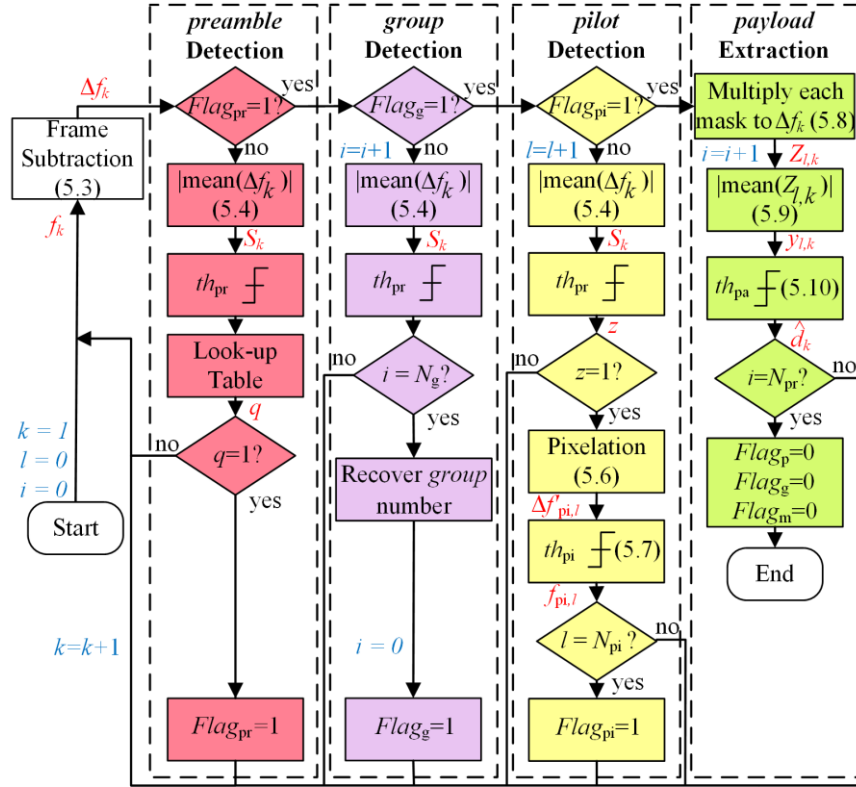 preamble
Detection
group
Detection
pilot
Detection
payload
Extraction
Δf_k
Frame
Subtraction
(5.3)
f_k
k = 1
l = 0
i = 0
Start
k=k+1
Flag_pr=1?
yes
no
|mean(Δf_k)|
(5.4)
S_k
th_pr
Look-up
Table
q
no
q=1?
yes
Flag_pr=1
Flag_g=1?
yes
i=i+1
no
|mean(Δf_k)|
(5.4)
S_k
th_pr
no
i = N_g?
yes
Recover group
number
i = 0
Flag_g=1
Flag_pi=1?
yes
l=l+1
no
|mean(Δf_k)|
(5.4)
S_k
th_pr
z
no
z=1?
yes
Pixelation
(5.6)
Δf'_pi,l
th_pi (5.7)
f_pi,l
l = N_pi?
no
yes
Flag_pi=1
Multiply each
mask to Δf_k (5.8)
i=i+1
Z_l,k
|mean(Z_l,k)|
(5.9)
y_l,k
th_pa (5.10)
d̂_k
i=N_pr?
no
yes
Flag_p=0
Flag_g=0
Flag_m=0
End